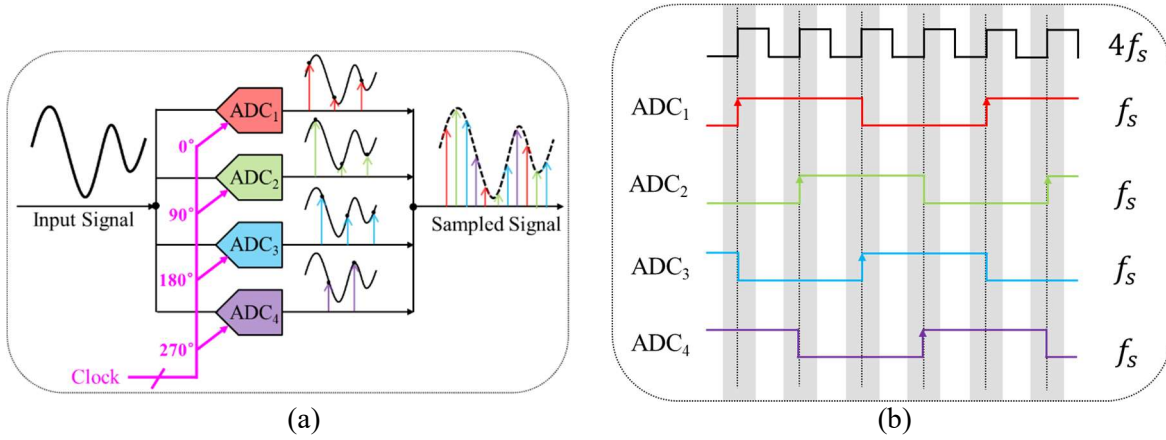 ADC₁
0°
ADC₂
Input Signal
90°
Sampled Signal
ADC₃
180°
ADC₄
270°
Clock
(a)
4fₛ
ADC₁ fₛ
ADC₂ fₛ
ADC₃ fₛ
ADC₄ fₛ
(b)